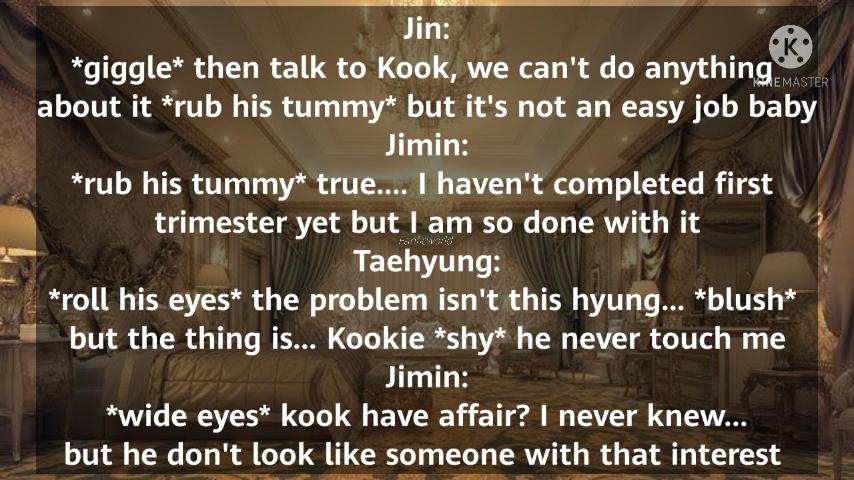 Jin:
*giggle* then talk to Kook, we can't do anything
about it *rub his tummy* but it's not an easy job baby
Jimin:
*rub his tummy* true.... I haven't completed first
trimester yet but I am so done with it
Fanficworld
Taehyung:
*roll his eyes* the problem isn't this hyung... *blush*
but the thing is... Kookie *shy* he never touch me
Jimin:
*wide eyes* kook have affair? I never knew...
but he don't look like someone with that interest
K
KINEMASTER